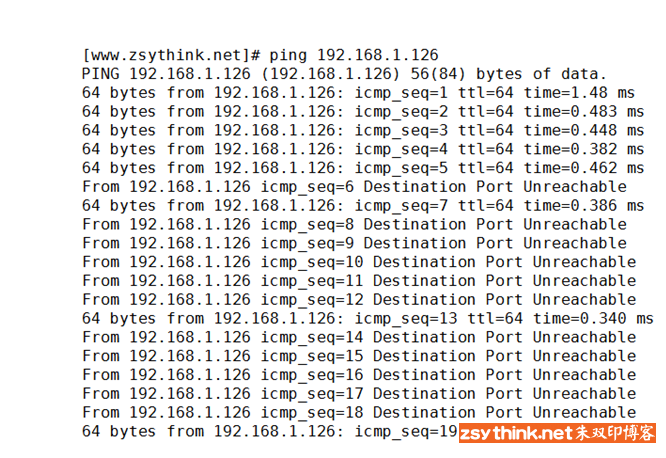 [www.zsythink.net]# ping 192.168.1.126
PING 192.168.1.126 (192.168.1.126) 56(84) bytes of data.
64 bytes from 192.168.1.126: icmp_seq=1 ttl=64 time=1.48 ms
64 bytes from 192.168.1.126: icmp_seq=2 ttl=64 time=0.483 ms
64 bytes from 192.168.1.126: icmp_seq=3 ttl=64 time=0.448 ms
64 bytes from 192.168.1.126: icmp_seq=4 ttl=64 time=0.382 ms
64 bytes from 192.168.1.126: icmp_seq=5 ttl=64 time=0.462 ms
From 192.168.1.126 icmp_seq=6 Destination Port Unreachable
64 bytes from 192.168.1.126: icmp_seq=7 ttl=64 time=0.386 ms
From 192.168.1.126 icmp_seq=8 Destination Port Unreachable
From 192.168.1.126 icmp_seq=9 Destination Port Unreachable
From 192.168.1.126 icmp_seq=10 Destination Port Unreachable
From 192.168.1.126 icmp_seq=11 Destination Port Unreachable
From 192.168.1.126 icmp_seq=12 Destination Port Unreachable
64 bytes from 192.168.1.126: icmp_seq=13 ttl=64 time=0.340 ms
From 192.168.1.126 icmp_seq=14 Destination Port Unreachable
From 192.168.1.126 icmp_seq=15 Destination Port Unreachable
From 192.168.1.126 icmp_seq=16 Destination Port Unreachable
From 192.168.1.126 icmp_seq=17 Destination Port Unreachable
From 192.168.1.126 icmp_seq=18 Destination Port Unreachable
64 bytes from 192.168.1.126: icmp_seq=19
zsythink.net朱双印博客